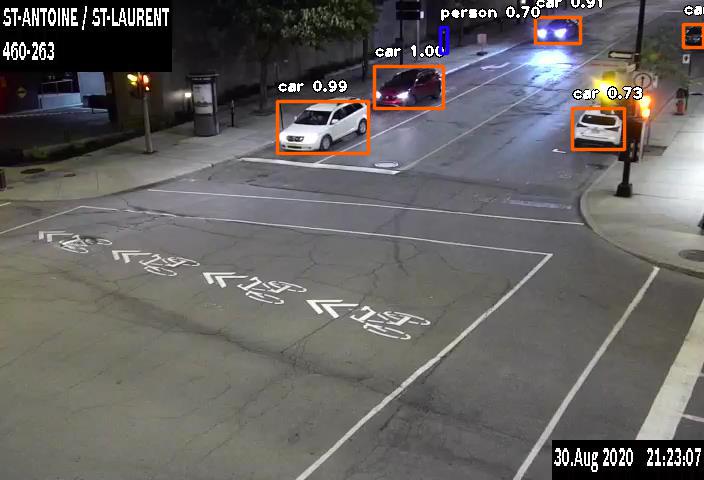 ST-ANTOINE / ST-LAURENT
460-263
person 0.70
car 0.91
car
car 1.00
car 0.99
car 0.73
30.Aug 2020 21:23:07